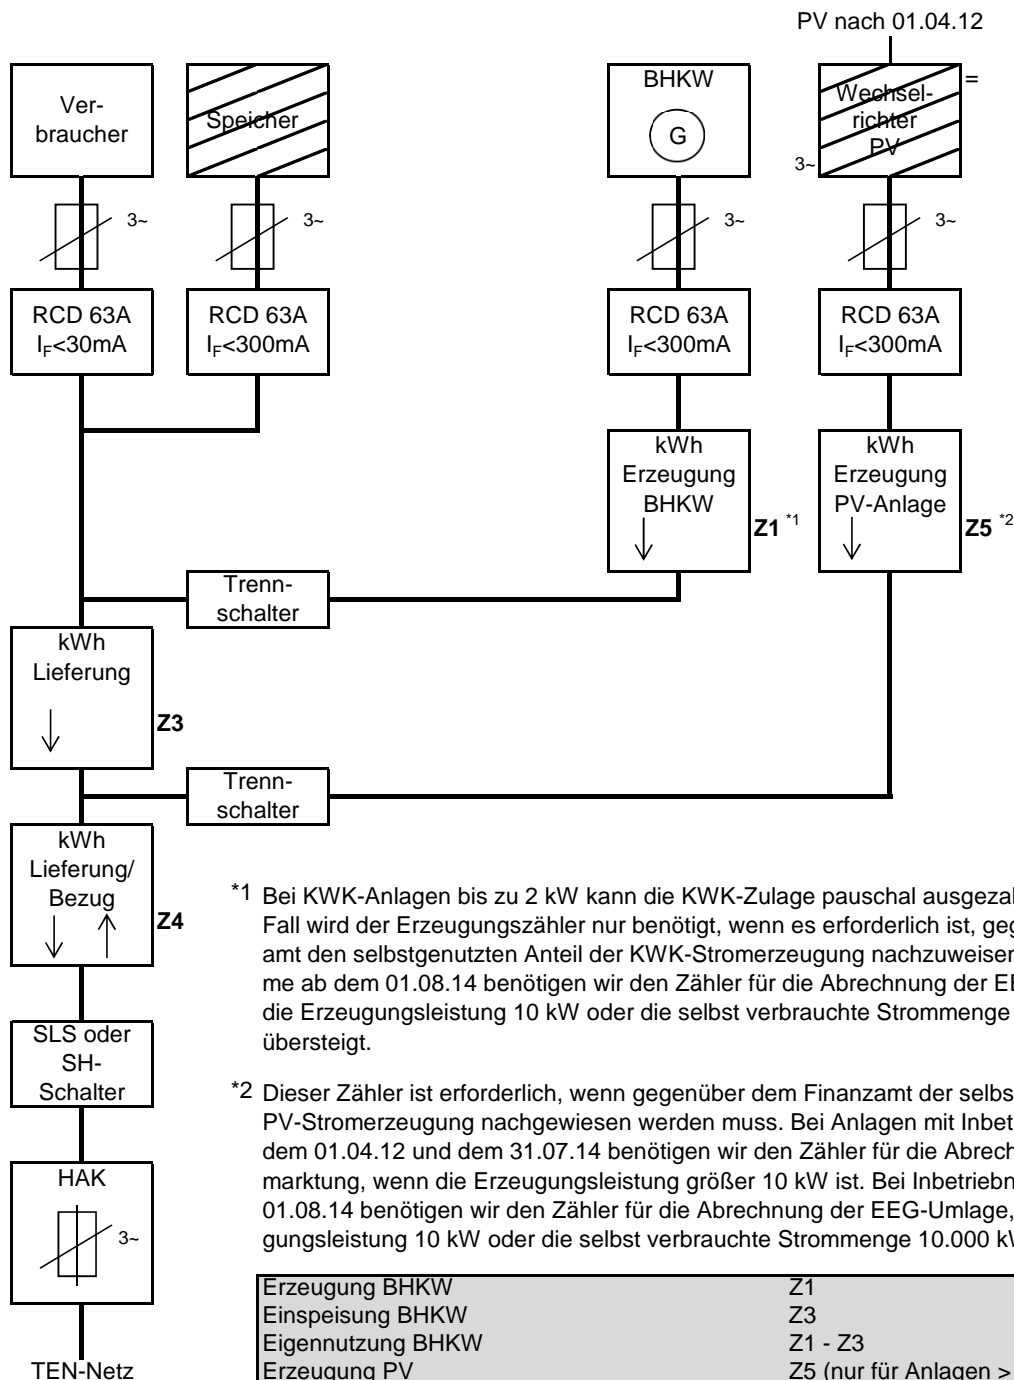 PV nach 01.04.12
Ver-
braucher
Speicher
BHKW
G
Wechsel-
richter
PV
=
3~
3~
3~
3~
3~
RCD 63A
IF<30mA
RCD 63A
IF<300mA
RCD 63A
IF<300mA
RCD 63A
IF<300mA
kWh
Erzeugung
BHKW
Z1 *1
kWh
Erzeugung
PV-Anlage
Z5 *2
Trenn-
schalter
kWh
Lieferung
Z3
Trenn-
schalter
kWh
Lieferung/
Bezug
Z4
SLS oder
SH-
Schalter
HAK
3~
TEN-Netz
*1 Bei KWK-Anlagen bis zu 2 kW kann die KWK-Zulage pauschal ausgezal
Fall wird der Erzeugungszähler nur benötigt, wenn es erforderlich ist, geg
amt den selbstgenutzten Anteil der KWK-Stromerzeugung nachzuweisen
me ab dem 01.08.14 benötigen wir den Zähler für die Abrechnung der EE
die Erzeugungsleistung 10 kW oder die selbst verbrauchte Strommenge
übersteigt.
*2 Dieser Zähler ist erforderlich, wenn gegenüber dem Finanzamt der selbs
PV-Stromerzeugung nachgewiesen werden muss. Bei Anlagen mit Inbet
dem 01.04.12 und dem 31.07.14 benötigen wir den Zähler für die Abrech
marktung, wenn die Erzeugungsleistung größer 10 kW ist. Bei Inbetriebn
01.08.14 benötigen wir den Zähler für die Abrechnung der EEG-Umlage,
gungsleistung 10 kW oder die selbst verbrauchte Strommenge 10.000 kW
Erzeugung BHKW Z1
Einspeisung BHKW Z3
Eigennutzung BHKW Z1 - Z3
Erzeugung PV Z5 (nur für Anlagen >